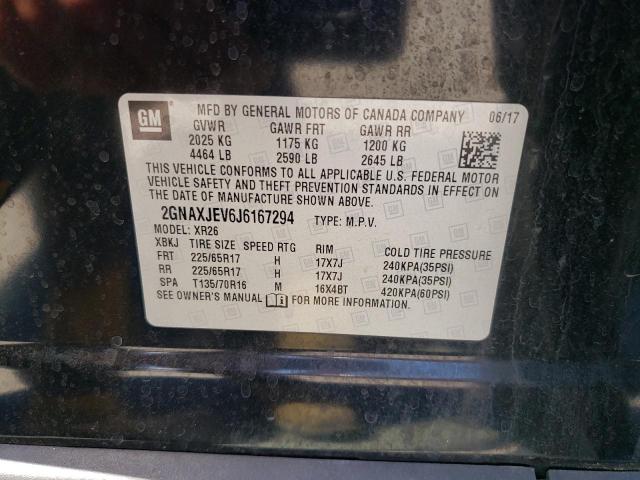 GM
MFD BY GENERAL MOTORS OF CANADA COMPANY 06/17
GVWR GAWR FRT GAWR RR
2025 KG 1175 KG 1200 KG
4464 LB 2590 LB 2645 LB
THIS VEHICLE CONFORMS TO ALL APPLICABLE U.S. FEDERAL MOTOR
VEHICLE SAFETY AND THEFT PREVENTION STANDARDS IN EFFECT ON
THE DATE OF MANUFACTURE SHOWN ABOVE.
2GNAXJEV6J6167294 TYPE: M.P.V.
MODEL: XR26
XBKJ TIRE SIZE SPEED RTG RIM COLD TIRE PRESSURE
FRT 225/65R17 H 17X7J 240KPA(35PSI)
RR 225/65R17 H 17X7J 240KPA(35PSI)
SPA T135/70R16 M 16X4BT 420KPA(60PSI)
SEE OWNER'S MANUAL FOR MORE INFORMATION.